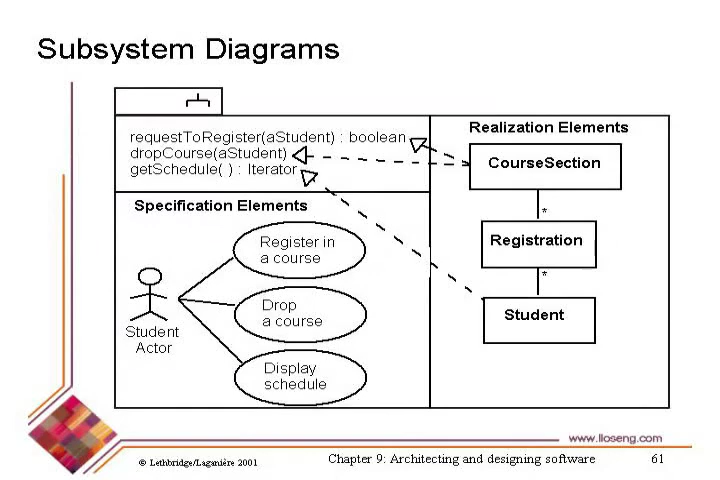 Subsystem Diagrams
requestToRegister(aStudent) : boolean
dropCourse(aStudent)
getSchedule( ) : Iterator
Realization Elements
CourseSection
*
Registration
*
Student
Specification Elements
Register in
a course
Drop
a course
Display
schedule
Student
Actor
www.lloseng.com
© Lethbridge/Laganière 2001
Chapter 9: Architecting and designing software
61